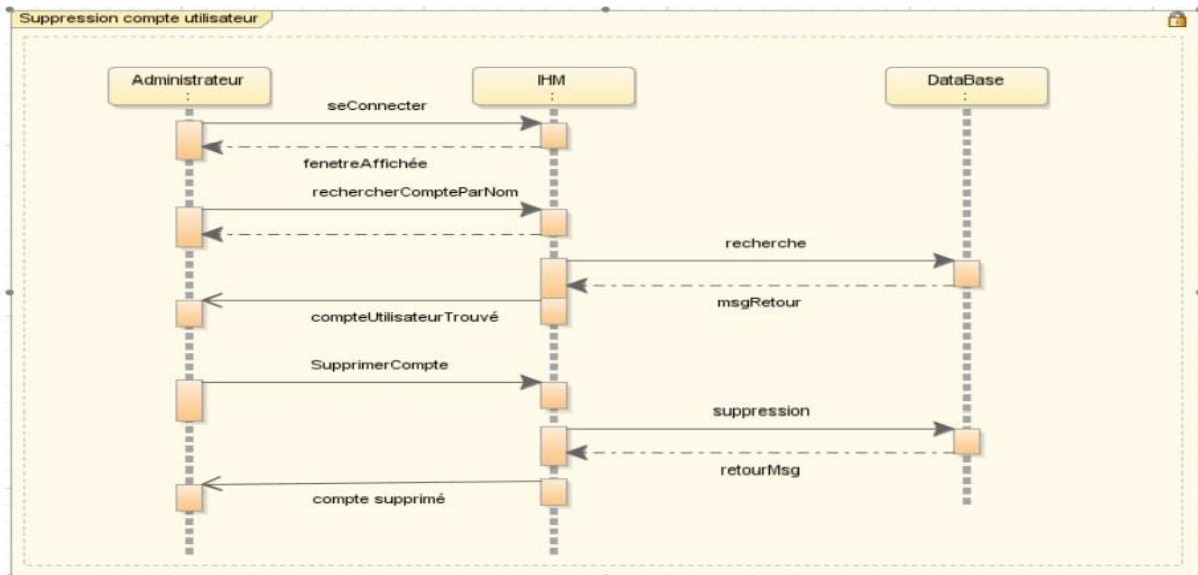 Suppression compte utilisateur
Administrateur
:
IHM
:
DataBase
:
seConnecter
fenetreAffichée
rechercherCompteParNom
recherche
msgRetour
compteUtilisateurTrouvé
SupprimerCompte
suppression
retourMsg
compte supprimé